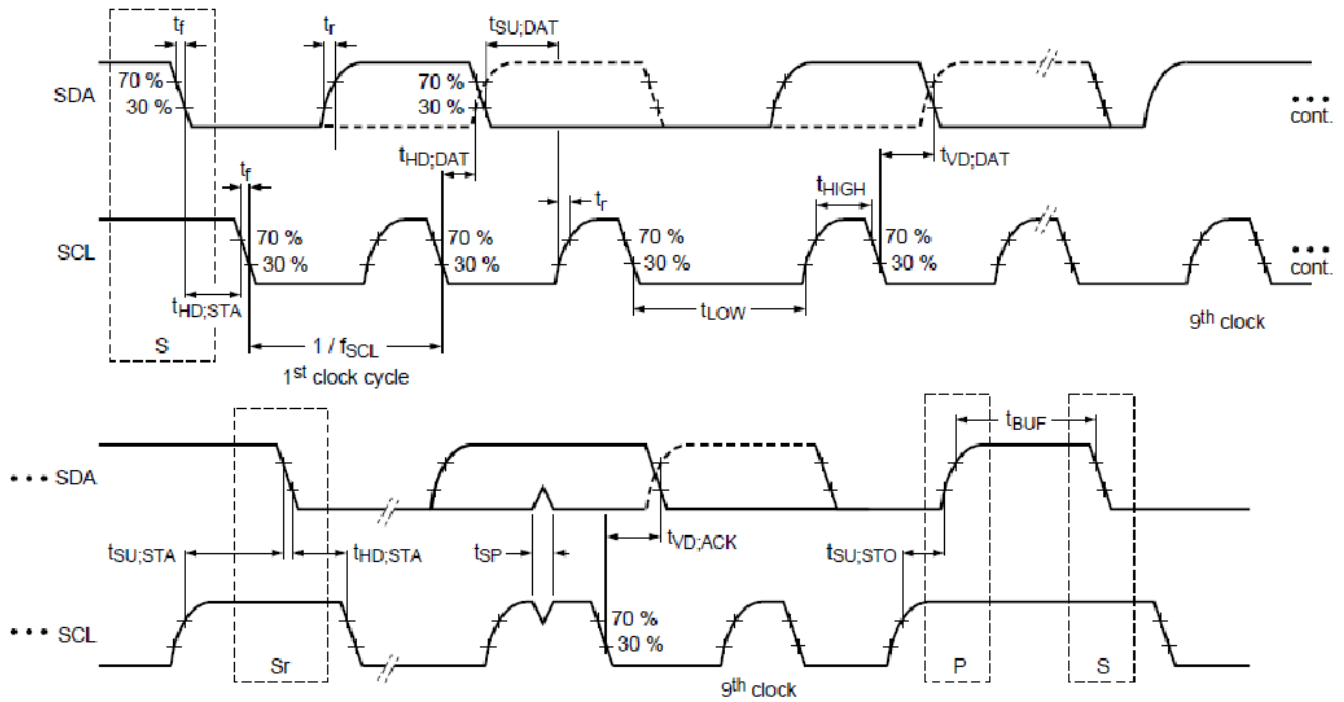 tf tr tSU;DAT
SDA 70 % 30 % 70 % 30 % ••• cont.
tHD;DAT tVD;DAT
tf tr tHIGH
SCL 70 % 30 % 70 % 30 % 70 % 30 % 70 % 30 % ••• cont.
tHD;STA tLOW
S 1 / fSCL 9th clock
1st clock cycle
tBUF
••• SDA
tSU;STA tHD;STA tSP tVD;ACK tSU;STO
••• SCL 70 % 30 %
Sr P S
9th clock